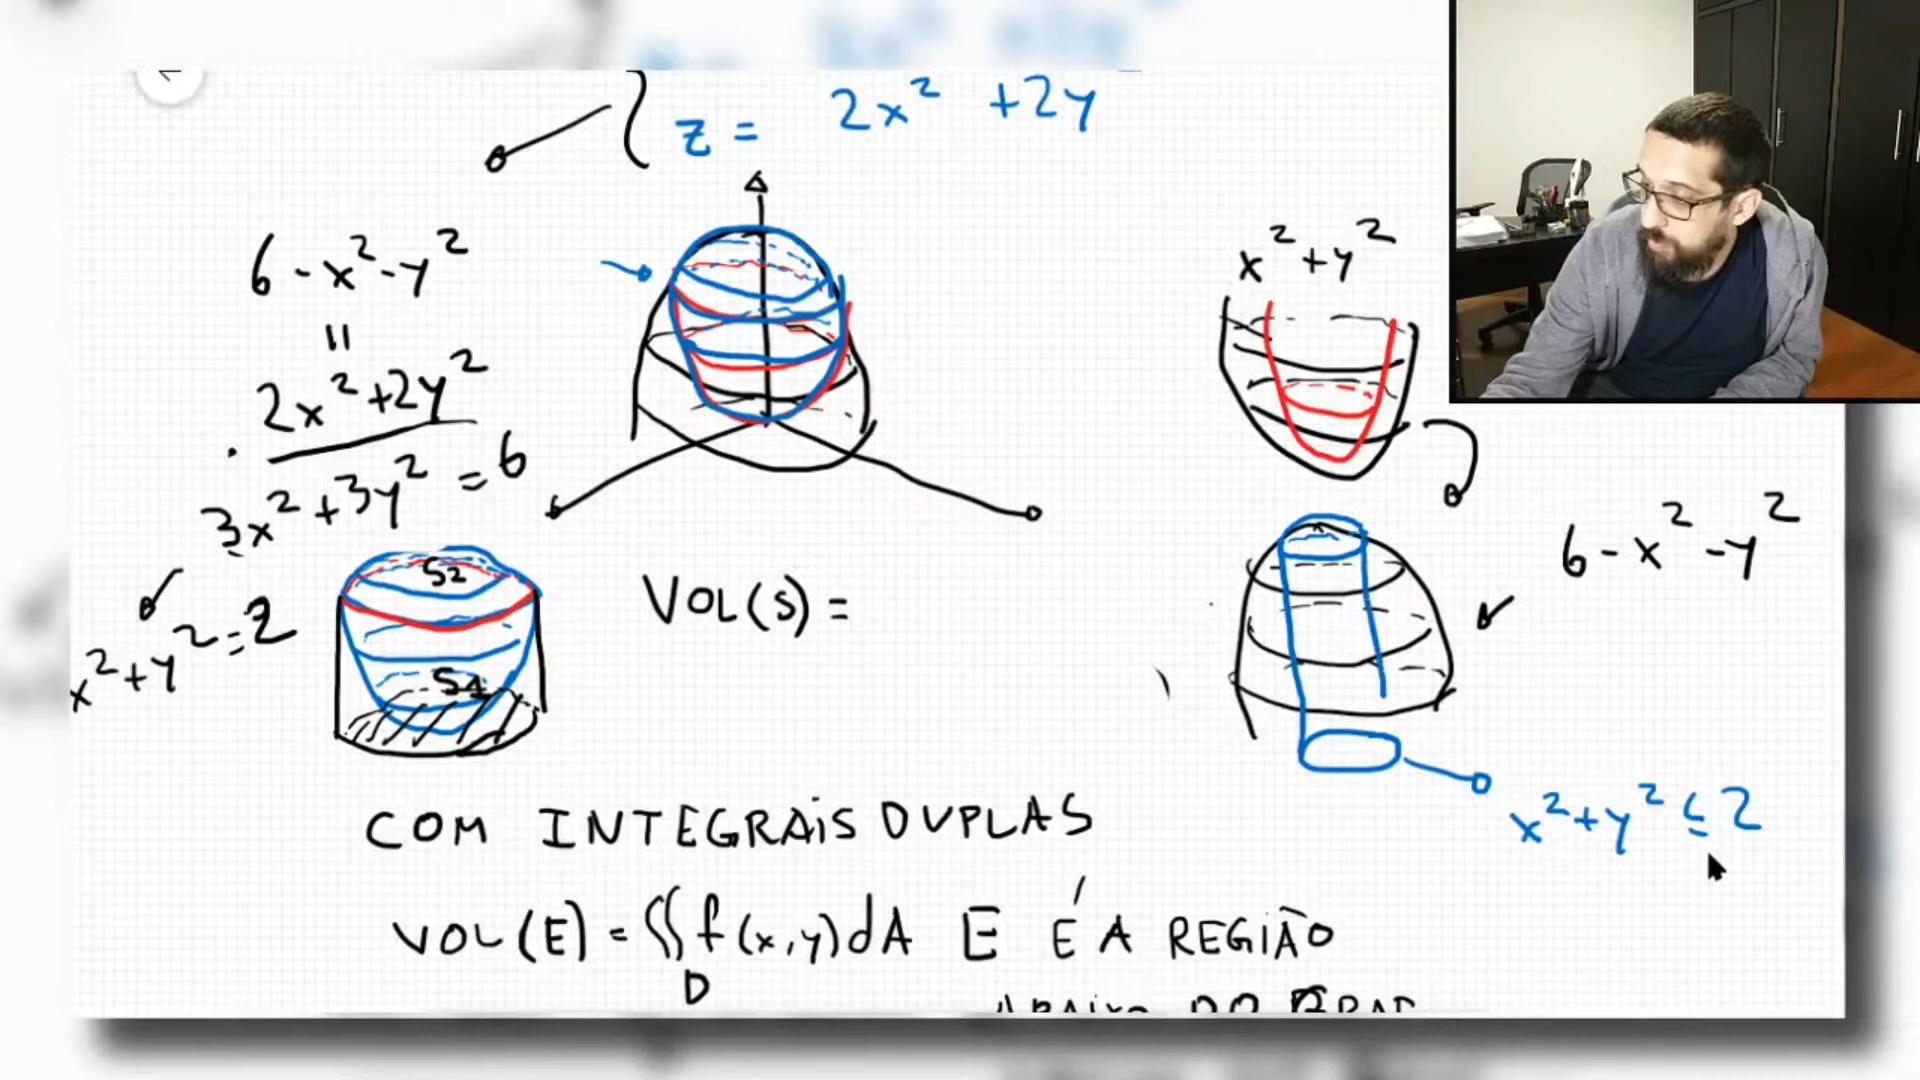 z = 2x² +2y
6 - x² - y²
=
2x² + 2y²
3x² + 3y² = 6
x² + y² = 2
x² + y²
6 - x² - y²
S2
S1
VOL(S) =
x² + y² ≤ 2
COM INTEGRAIS DUPLAS
VOL(E) = ∬ f(x,y)dA E É A REGIÃO
D